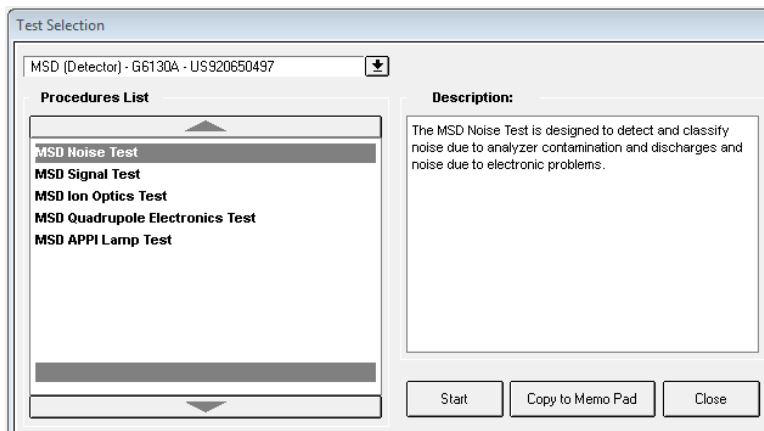 Test Selection
MSD (Detector) - G6130A - US920650497
Procedures List
MSD Noise Test
MSD Signal Test
MSD Ion Optics Test
MSD Quadrupole Electronics Test
MSD APPI Lamp Test
Description:
The MSD Noise Test is designed to detect and classify
noise due to analyzer contamination and discharges and
noise due to electronic problems.
Start
Copy to Memo Pad
Close